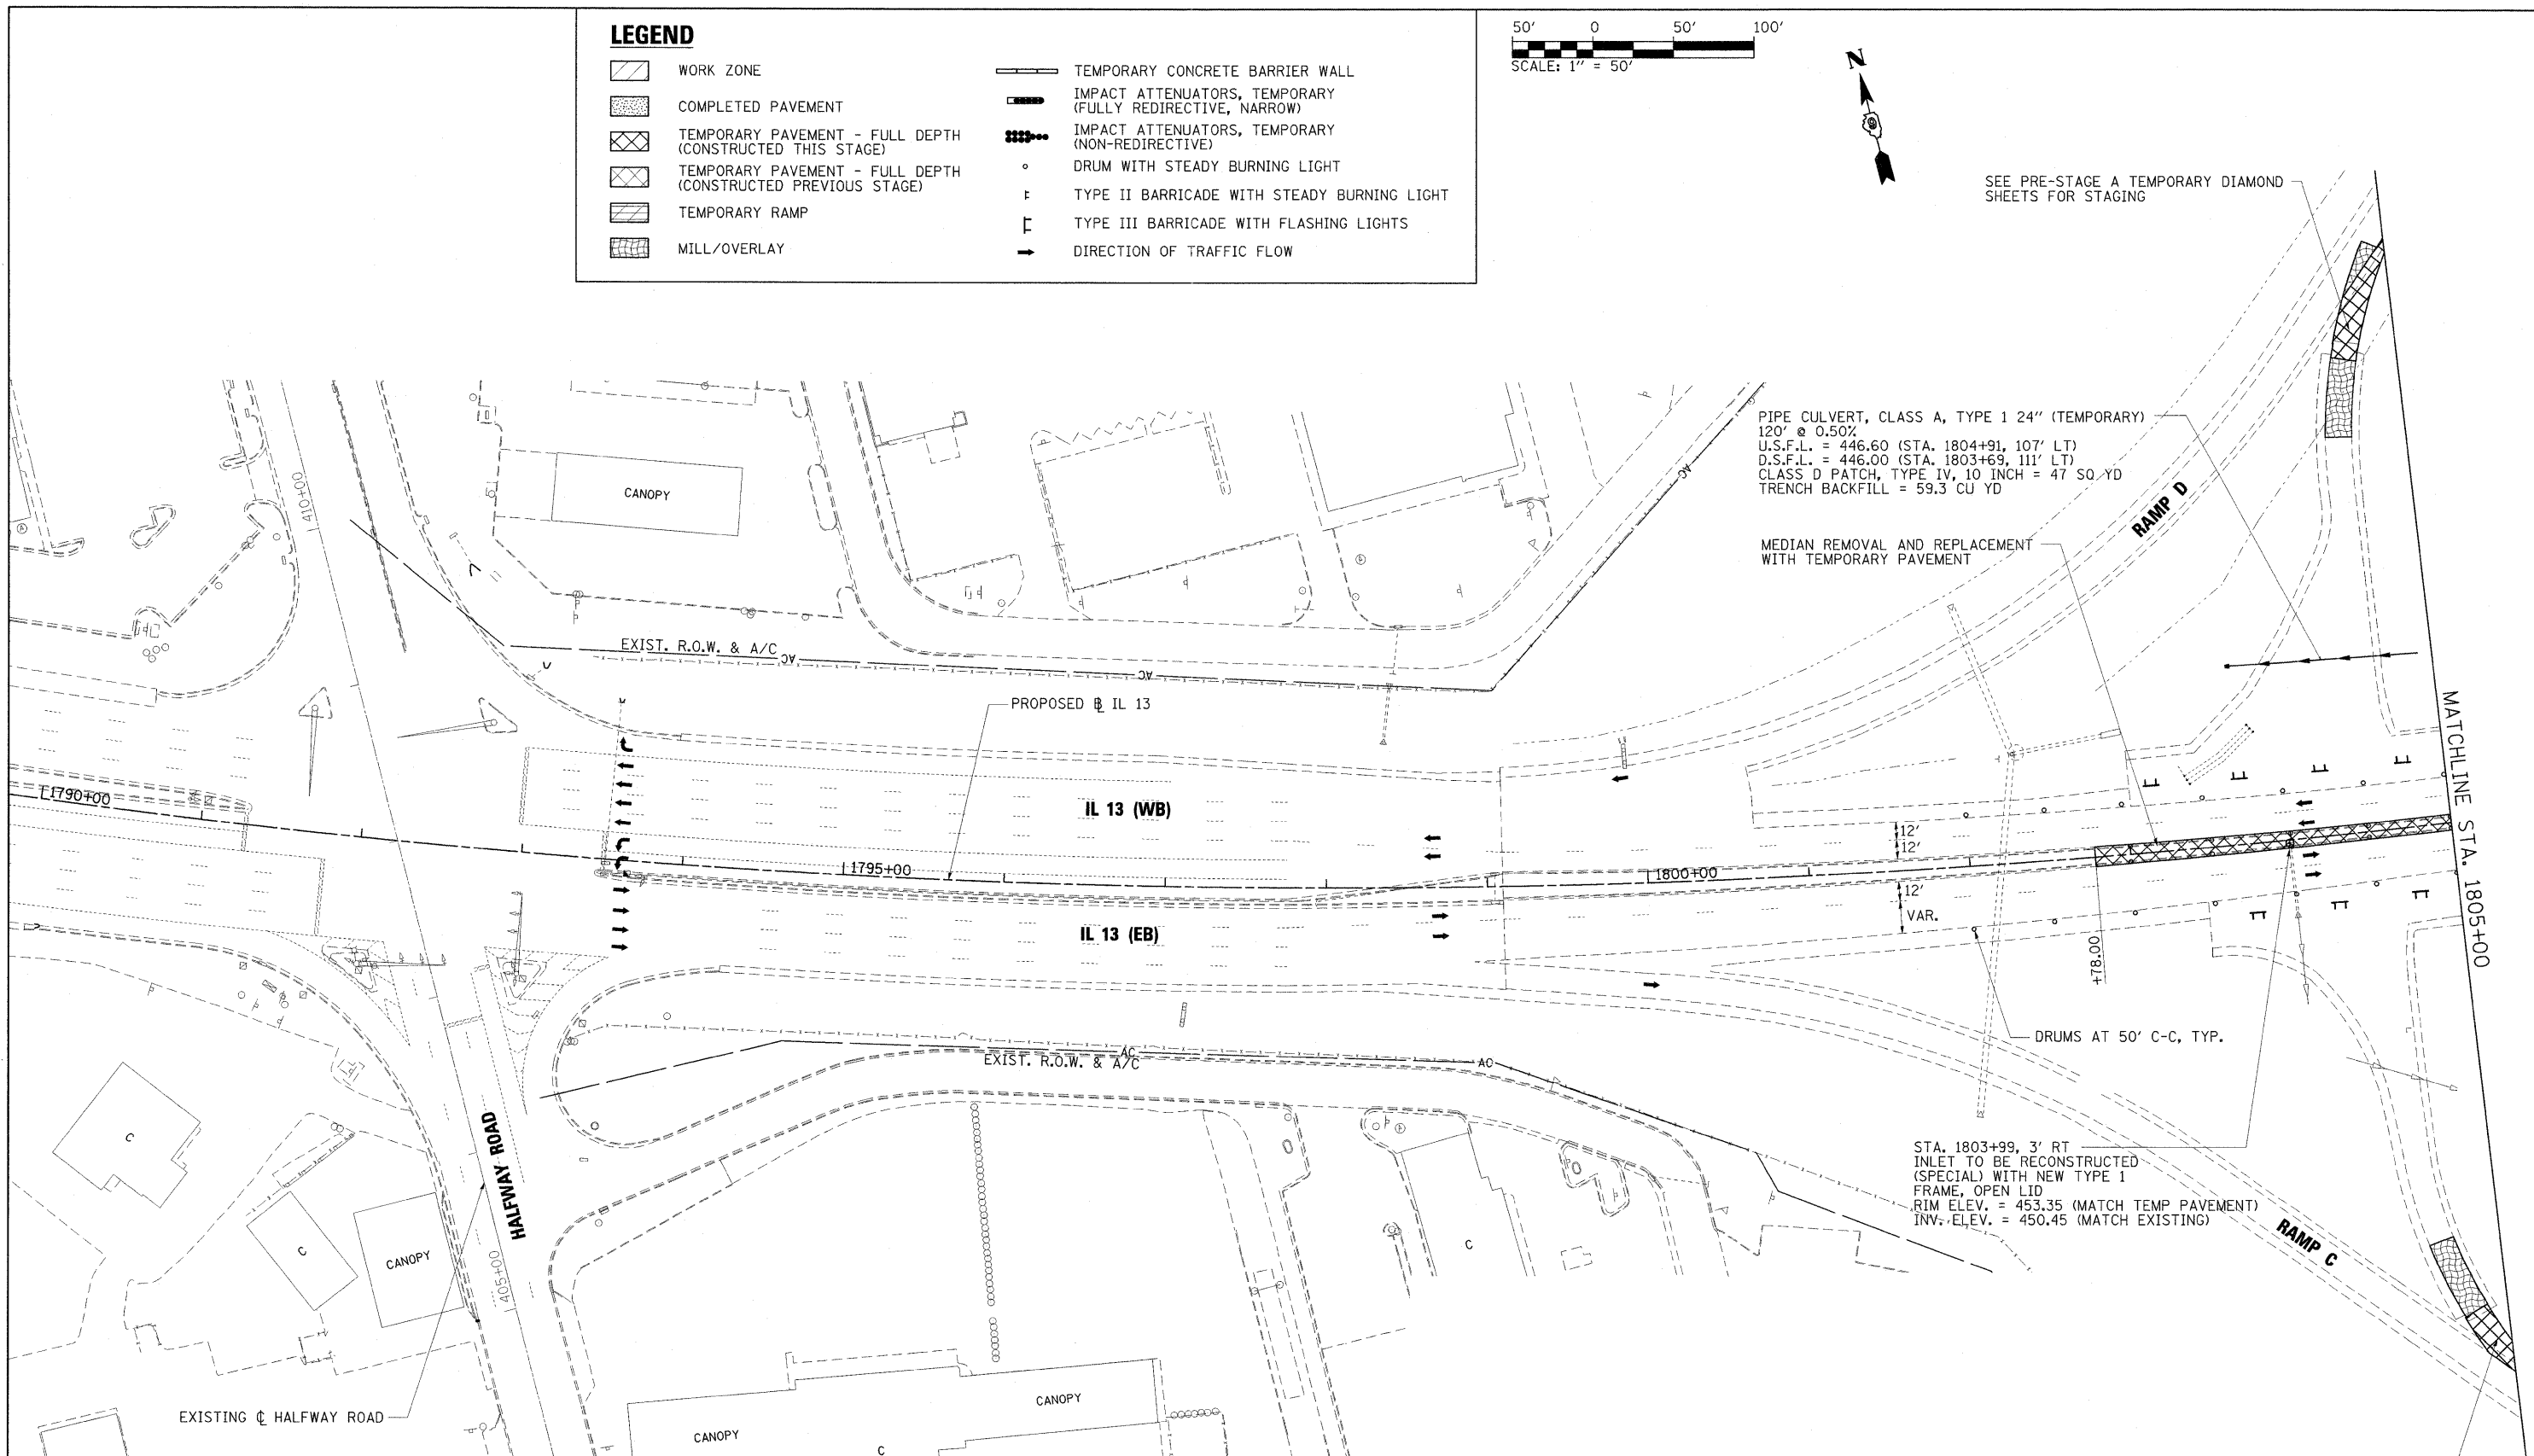 LEGEND
WORK ZONE
COMPLETED PAVEMENT
TEMPORARY PAVEMENT - FULL DEPTH
(CONSTRUCTED THIS STAGE)
TEMPORARY PAVEMENT - FULL DEPTH
(CONSTRUCTED PREVIOUS STAGE)
TEMPORARY RAMP
MILL/OVERLAY
TEMPORARY CONCRETE BARRIER WALL
IMPACT ATTENUATORS, TEMPORARY
(FULLY REDIRECTIVE, NARROW)
IMPACT ATTENUATORS, TEMPORARY
(NON-REDIRECTIVE)
DRUM WITH STEADY BURNING LIGHT
TYPE II BARRICADE WITH STEADY BURNING LIGHT
TYPE III BARRICADE WITH FLASHING LIGHTS
DIRECTION OF TRAFFIC FLOW
50' 0 50' 100'
SCALE: 1" = 50'
N
SEE PRE-STAGE A TEMPORARY DIAMOND
SHEETS FOR STAGING
PIPE CULVERT, CLASS A, TYPE 1 24" (TEMPORARY)
120' @ 0.50%
U.S.F.L. = 446.60 (STA. 1804+91, 107' LT)
D.S.F.L. = 446.00 (STA. 1803+69, 111' LT)
CLASS D PATCH, TYPE IV, 10 INCH = 47 SQ YD
TRENCH BACKFILL = 59.3 CU YD
RAMP D
MEDIAN REMOVAL AND REPLACEMENT
WITH TEMPORARY PAVEMENT
410+00
CANOPY
AC
EXIST. R.O.W. & A/C
AC
AC
PROPOSED ℄ IL 13
MATCHLINE STA. 1805+00
1790+00
IL 13 (WB)
12'
12'
1795+00
1800+00
12'
VAR.
IL 13 (EB)
+78.00
DRUMS AT 50' C-C, TYP.
AC
EXIST. R.O.W. & A/C
AC
HALFWAY ROAD
C
C
CANOPY
405+00
C
STA. 1803+99, 3' RT
INLET TO BE RECONSTRUCTED
(SPECIAL) WITH NEW TYPE 1
FRAME, OPEN LID
RIM ELEV. = 453.35 (MATCH TEMP PAVEMENT)
INV. ELEV. = 450.45 (MATCH EXISTING)
RAMP C
EXISTING ℄ HALFWAY ROAD
CANOPY
CANOPY
C